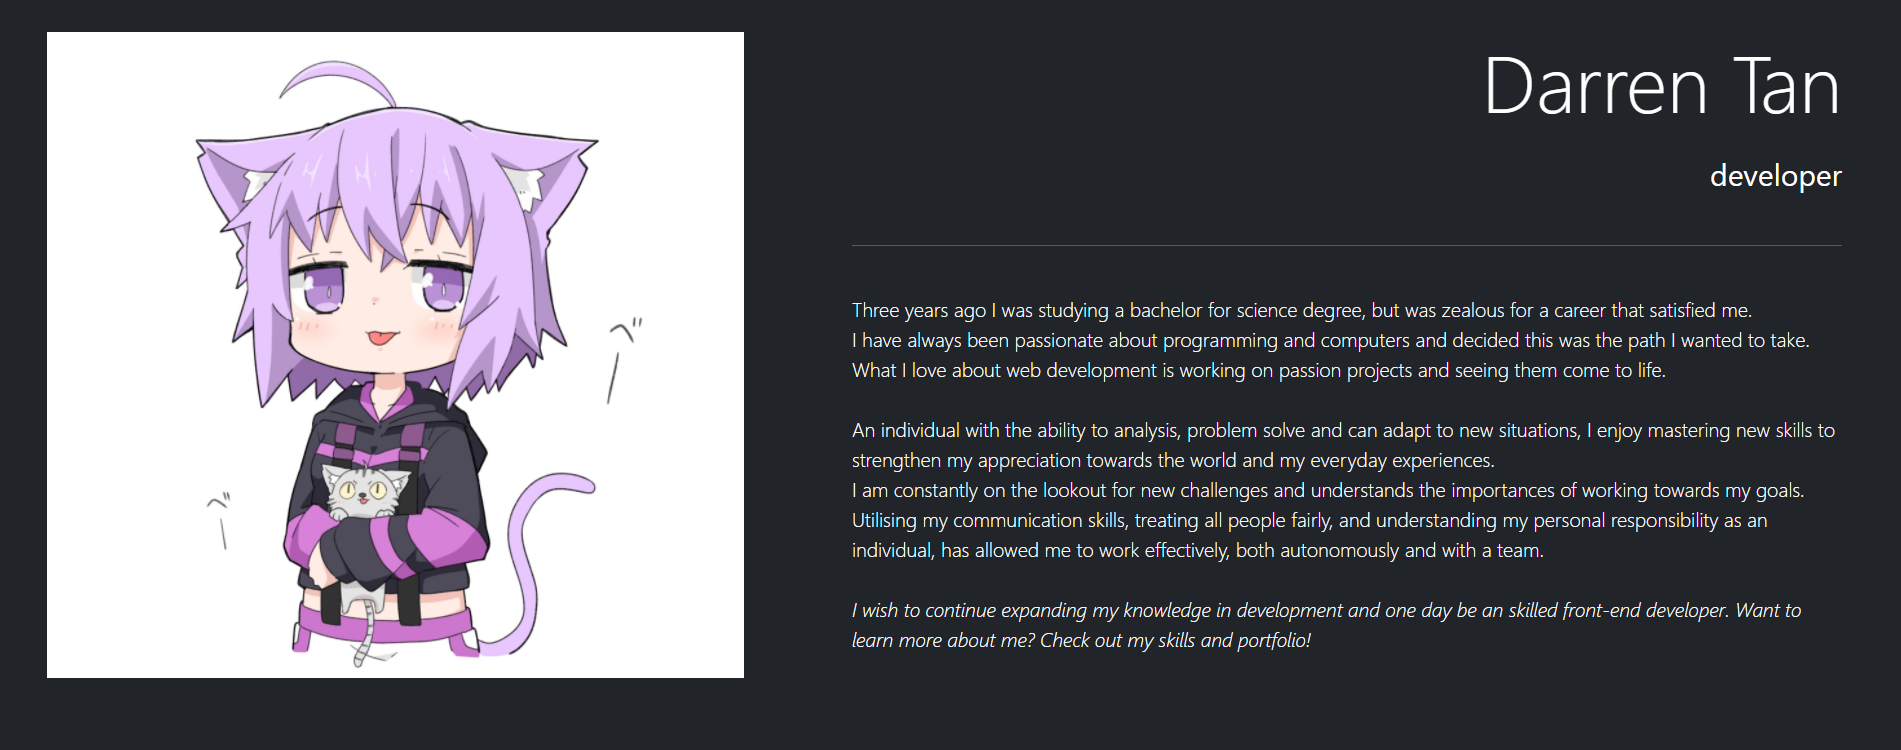 Darren Tan
developer
Three years ago I was studying a bachelor for science degree, but was zealous for a career that satisfied me.
I have always been passionate about programming and computers and decided this was the path I wanted to take.
What I love about web development is working on passion projects and seeing them come to life.
An individual with the ability to analysis, problem solve and can adapt to new situations, I enjoy mastering new skills to
strengthen my appreciation towards the world and my everyday experiences.
I am constantly on the lookout for new challenges and understands the importances of working towards my goals.
Utilising my communication skills, treating all people fairly, and understanding my personal responsibility as an
individual, has allowed me to work effectively, both autonomously and with a team.
I wish to continue expanding my knowledge in development and one day be an skilled front-end developer. Want to
learn more about me? Check out my skills and portfolio!
べー
べー